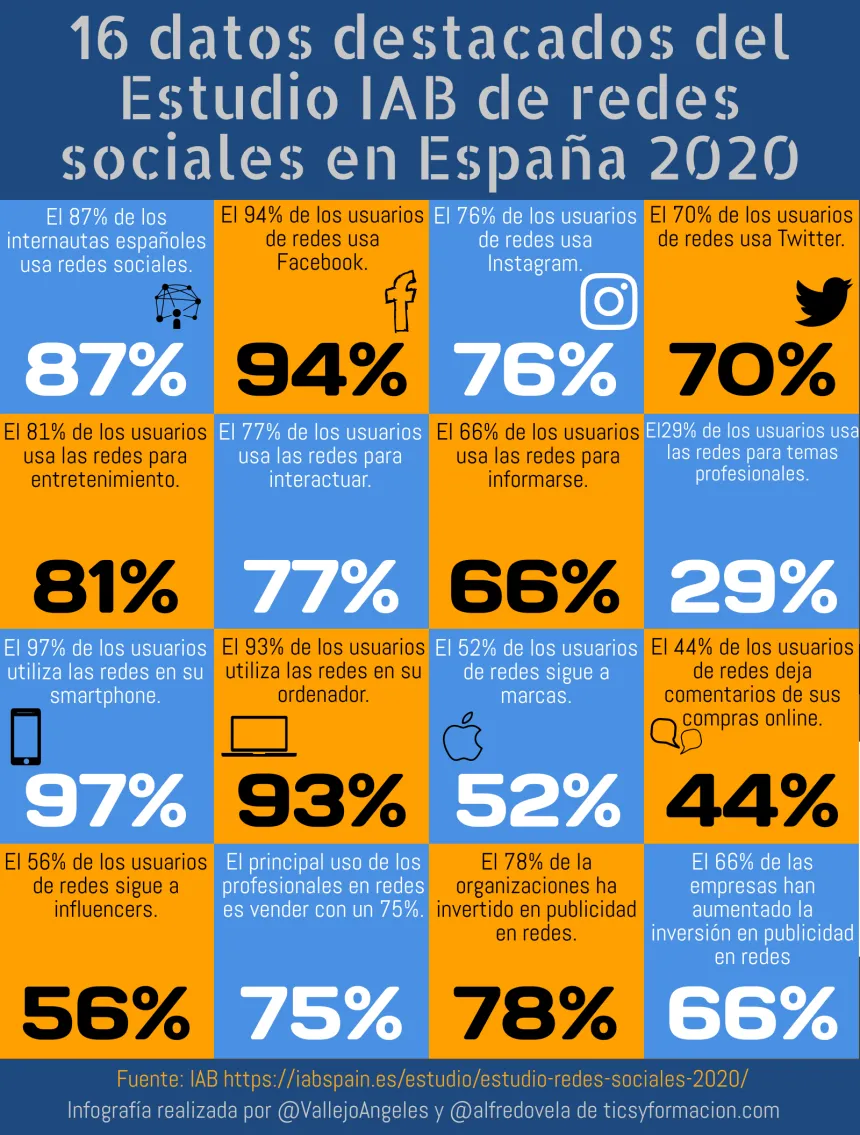 16 datos destacados del
Estudio IAB de redes
sociales en España 2020
El 87% de los
internautas españoles
usa redes sociales.
87%
El 94% de los usuarios
de redes usa
Facebook.
94%
El 76% de los usuarios
de redes usa
Instagram.
76%
El 70% de los usuarios
de redes usa Twitter.
70%
El 81% de los usuarios
usa las redes para
entretenimiento.
81%
El 77% de los usuarios
usa las redes para
interactuar.
77%
El 66% de los usuarios
usa las redes para
informarse.
66%
El29% de los usuarios usa
las redes para temas
profesionales.
29%
El 97% de los usuarios
utiliza las redes en su
smartphone.
97%
El 93% de los usuarios
utiliza las redes en su
ordenador.
93%
El 52% de los usuarios
de redes sigue a
marcas.
52%
El 44% de los usuarios
de redes deja
comentarios de sus
compras online.
44%
El 56% de los usuarios
de redes sigue a
influencers.
56%
El principal uso de los
profesionales en redes
es vender con un 75%.
75%
El 78% de la
organizaciones ha
invertido en publicidad
en redes.
78%
El 66% de las
empresas han
aumentado la
inversión en publicidad
en redes
66%
Fuente: IAB https://iabspain.es/estudio/estudio-redes-sociales-2020/
Infografía realizada por @VallejoAngeles y @alfredovela de ticsyformacion.com